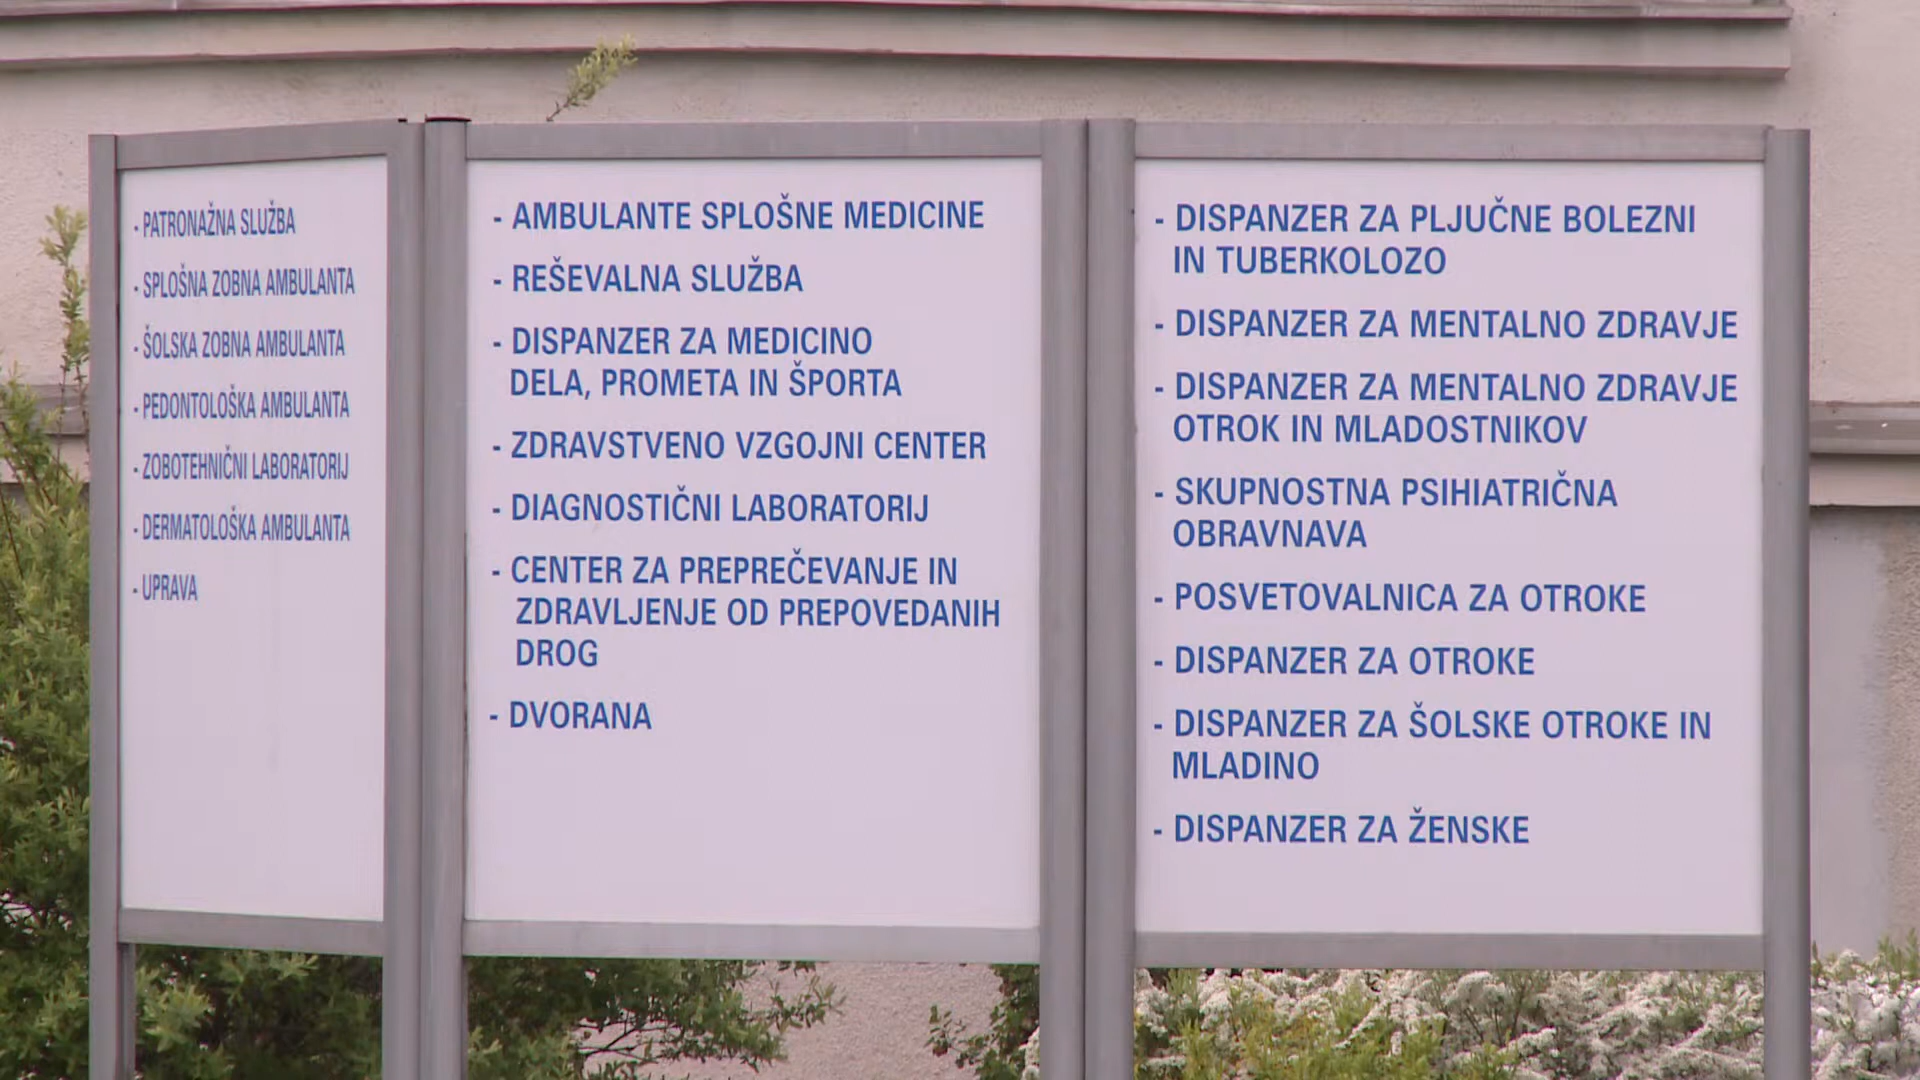 - PATRONAŽNA SLUŽBA
- SPLOŠNA ZOBNA AMBULANTA
- ŠOLSKA ZOBNA AMBULANTA
- PEDONTOLOŠKA AMBULANTA
- ZOBOTEHNIČNI LABORATORIJ
- DERMATOLOŠKA AMBULANTA
- UPRAVA
- AMBULANTE SPLOŠNE MEDICINE
- REŠEVALNA SLUŽBA
- DISPANZER ZA MEDICINO
DELA, PROMETA IN ŠPORTA
- ZDRAVSTVENO VZGOJNI CENTER
- DIAGNOSTIČNI LABORATORIJ
- CENTER ZA PREPREČEVANJE IN
ZDRAVLJENJE OD PREPOVEDANIH
DROG
- DVORANA
- DISPANZER ZA PLJUČNE BOLEZNI
IN TUBERKOLOZO
- DISPANZER ZA MENTALNO ZDRAVJE
- DISPANZER ZA MENTALNO ZDRAVJE
OTROK IN MLADOSTNIKOV
- SKUPNOSTNA PSIHIATRIČNA
OBRAVNAVA
- POSVETOVALNICA ZA OTROKE
- DISPANZER ZA OTROKE
- DISPANZER ZA ŠOLSKE OTROKE IN
MLADINO
- DISPANZER ZA ŽENSKE